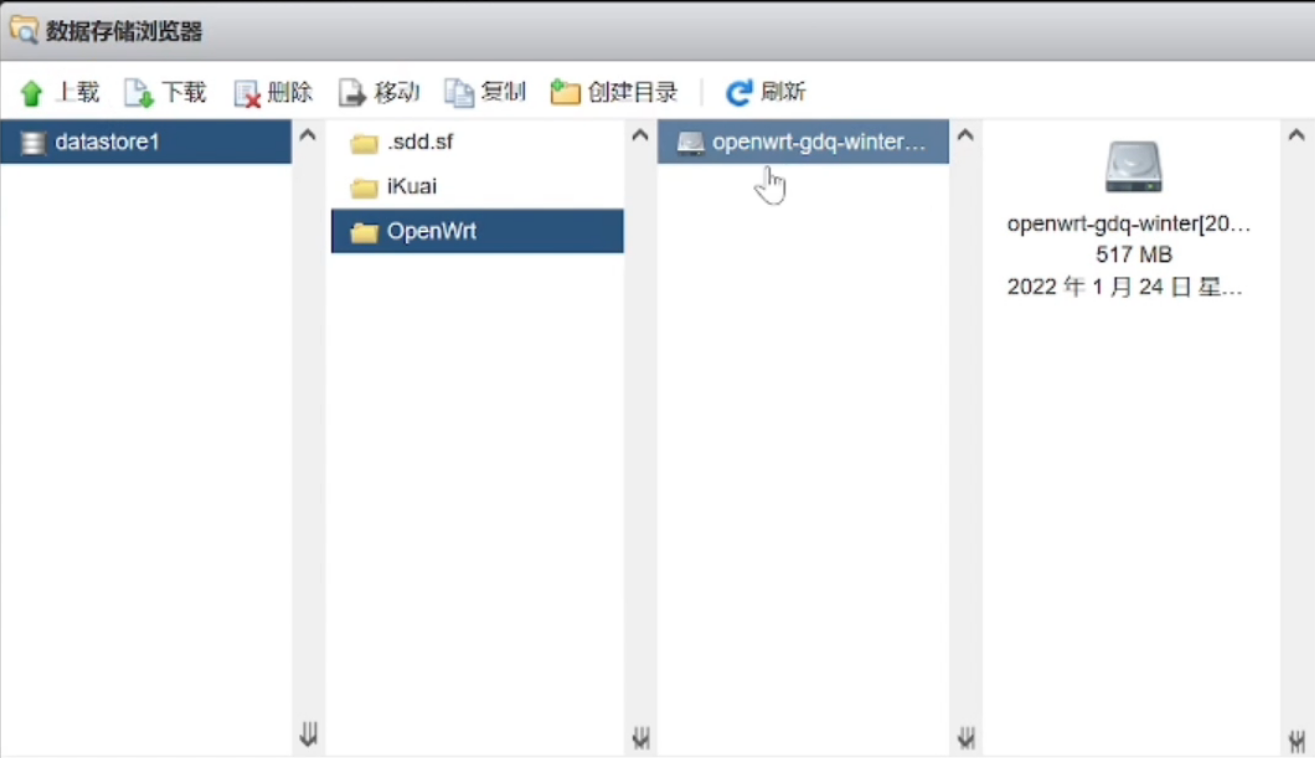 数据存储浏览器
上载 下载 删除 移动 复制 创建目录 刷新
datastore1
.sdd.sf
iKuai
OpenWrt
openwrt-gdq-winter...
openwrt-gdq-winter[20...
517 MB
2022 年 1 月 24 日 星...